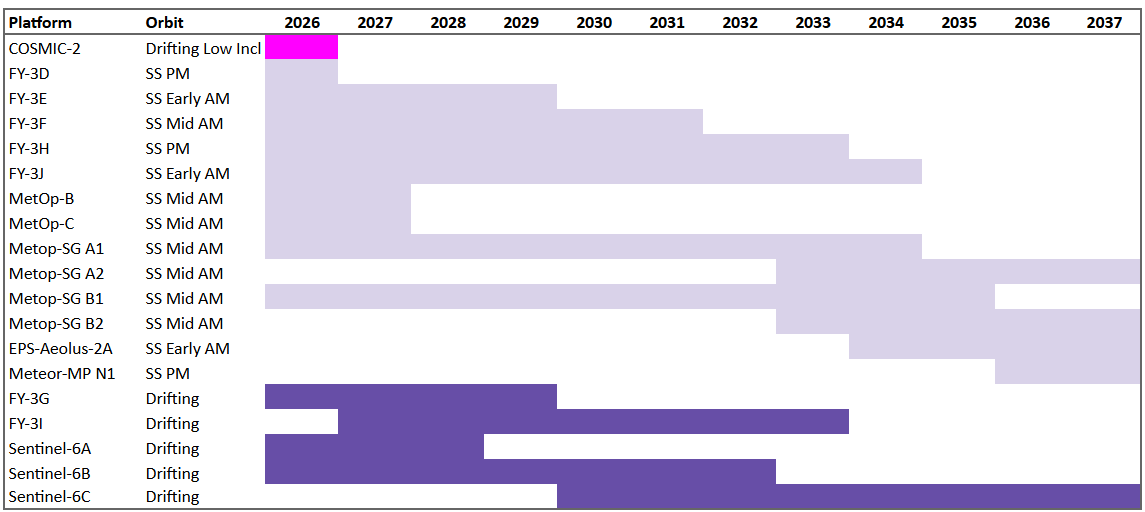 Platform Orbit 2026 2027 2028 2029 2030 2031 2032 2033 2034 2035 2036 2037
COSMIC-2 Drifting Low Incl
FY-3D SS PM
FY-3E SS Early AM
FY-3F SS Mid AM
FY-3H SS PM
FY-3J SS Early AM
MetOp-B SS Mid AM
MetOp-C SS Mid AM
Metop-SG A1 SS Mid AM
Metop-SG A2 SS Mid AM
Metop-SG B1 SS Mid AM
Metop-SG B2 SS Mid AM
EPS-Aeolus-2A SS Early AM
Meteor-MP N1 SS PM
FY-3G Drifting
FY-3I Drifting
Sentinel-6A Drifting
Sentinel-6B Drifting
Sentinel-6C Drifting